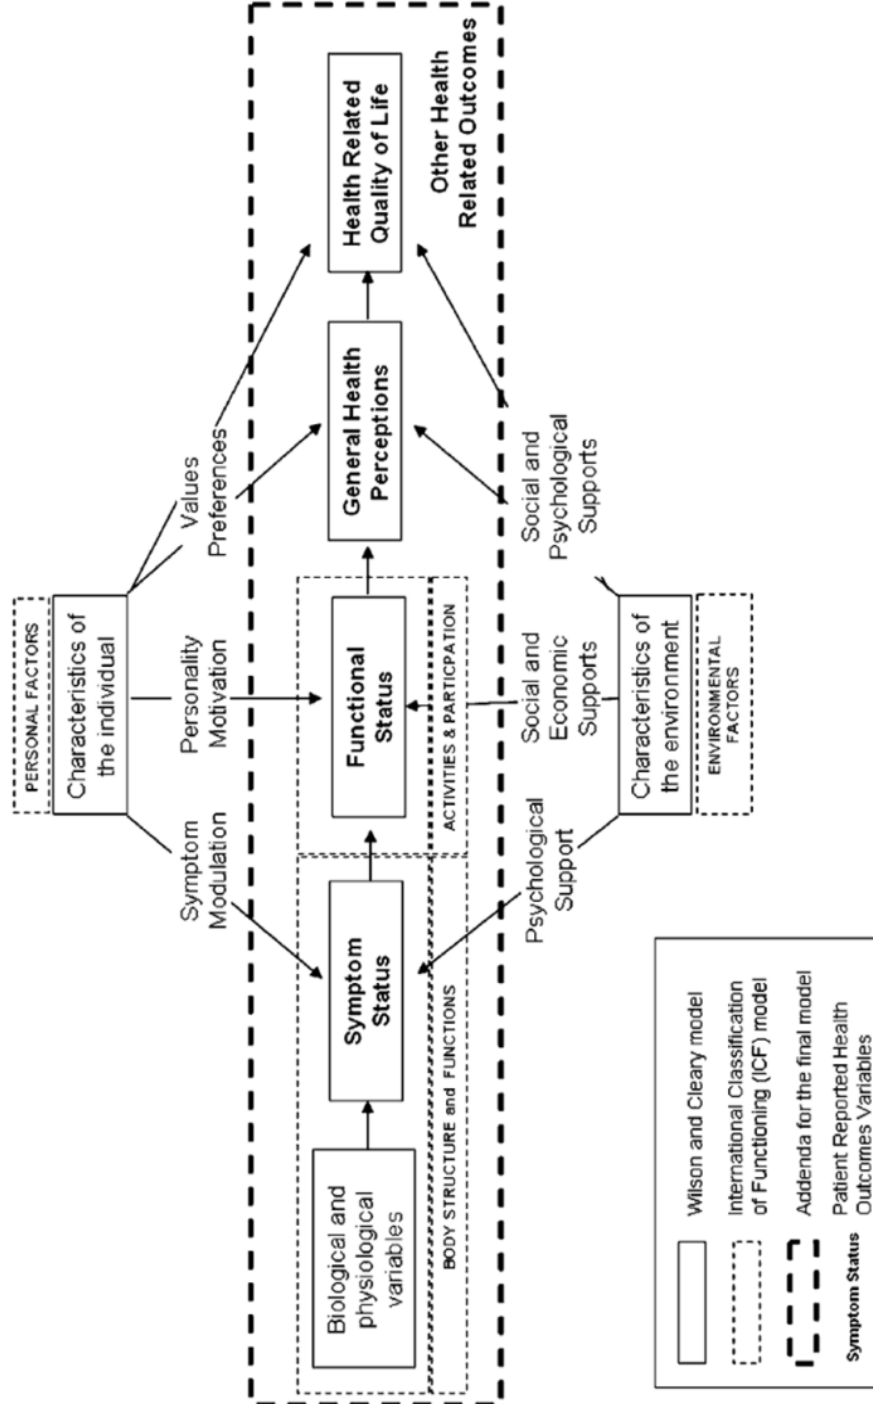 PERSONAL FACTORS
Characteristics of
the individual
Symptom
Modulation
Personality
Motivation
Values
Preferences
Biological and
physiological
variables
Symptom
Status
Functional
Status
General Health
Perceptions
Health Related
Quality of Life
Other Health
Related Outcomes
BODY STRUCTURE and FUNCTIONS
ACTIVITIES & PARTICPATION
Psychological
Support
Social and
Economic
Supports
Social and
Psychological
Supports
Characteristics of
the environment
ENVIRONMENTAL
FACTORS
Wilson and Cleary model
International Classification
of Functioning (ICF) model
Addenda for the final model
Symptom Status
Patient Reported Health
Outcomes Variables